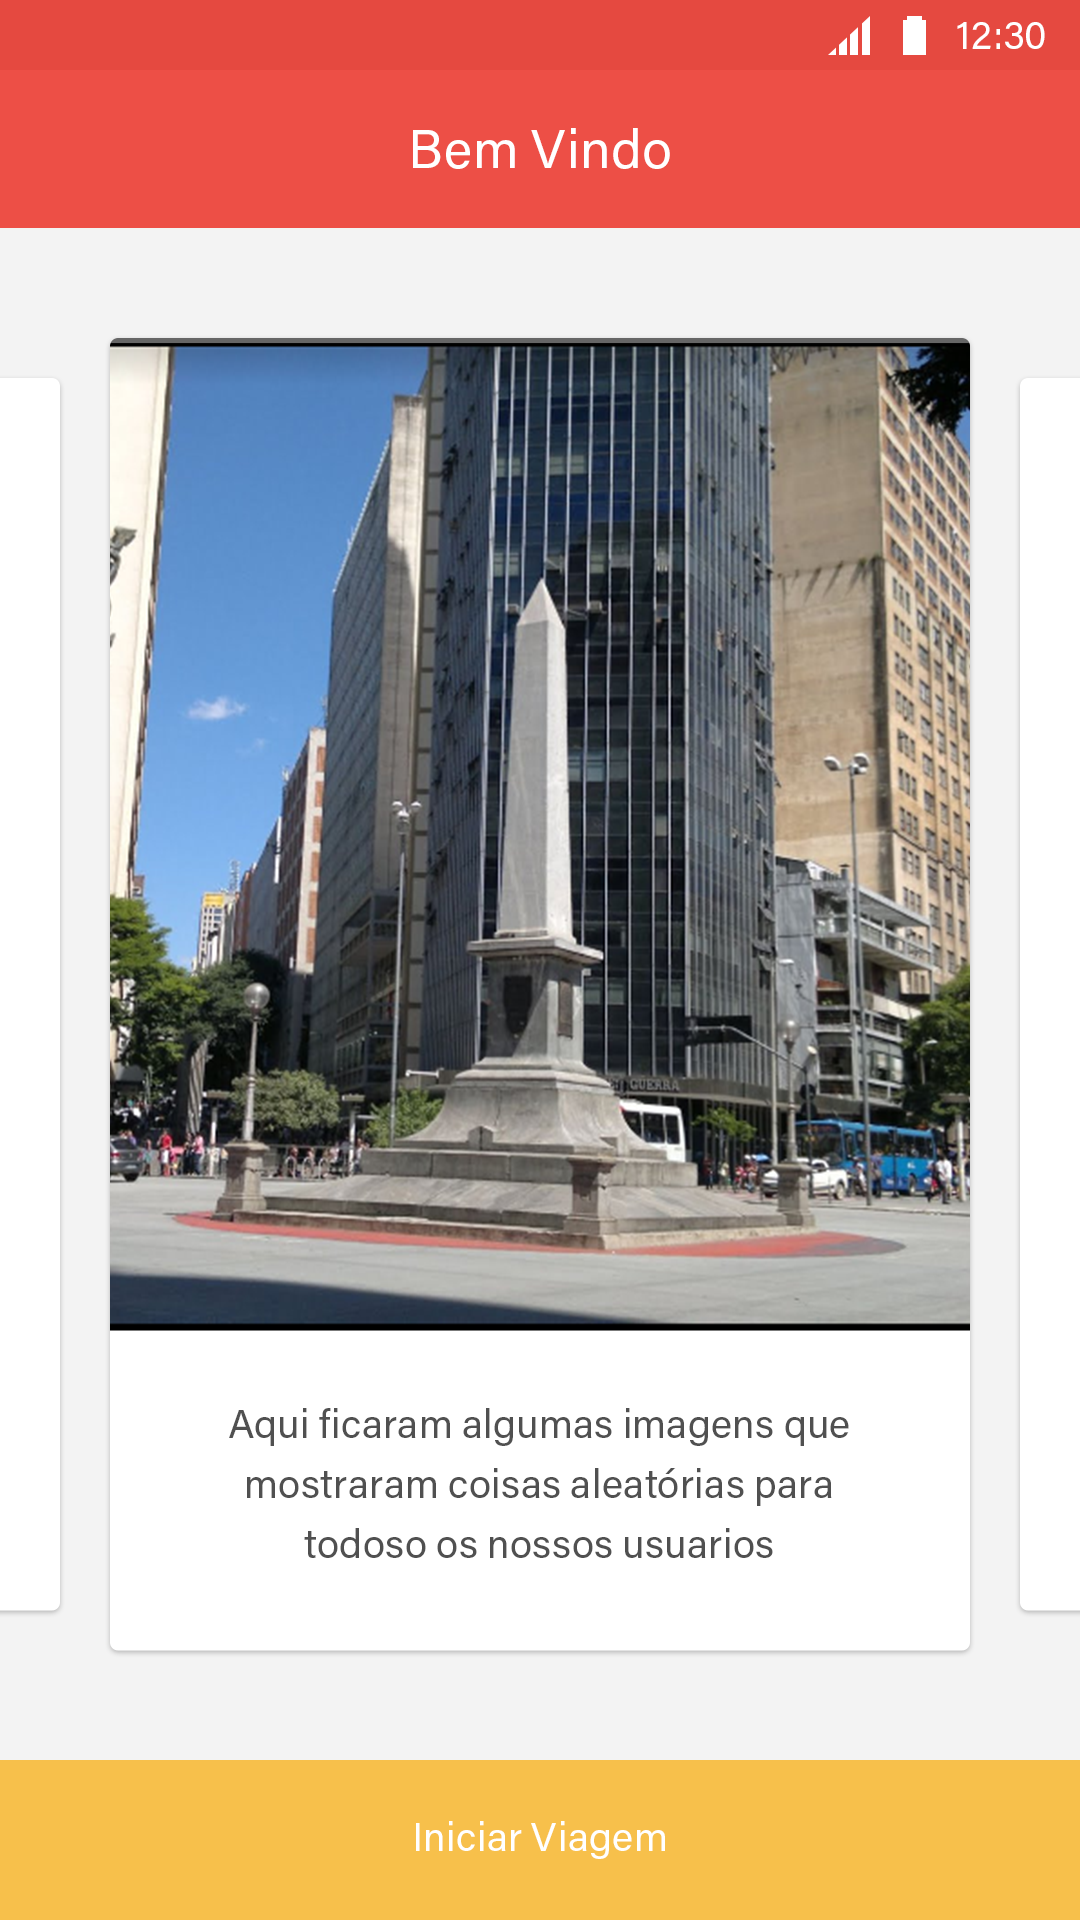 12:30
Bem Vindo
GUERRA
Aqui ficaram algumas imagens que
mostraram coisas aleatórias para
todoso os nossos usuarios
Iniciar Viagem